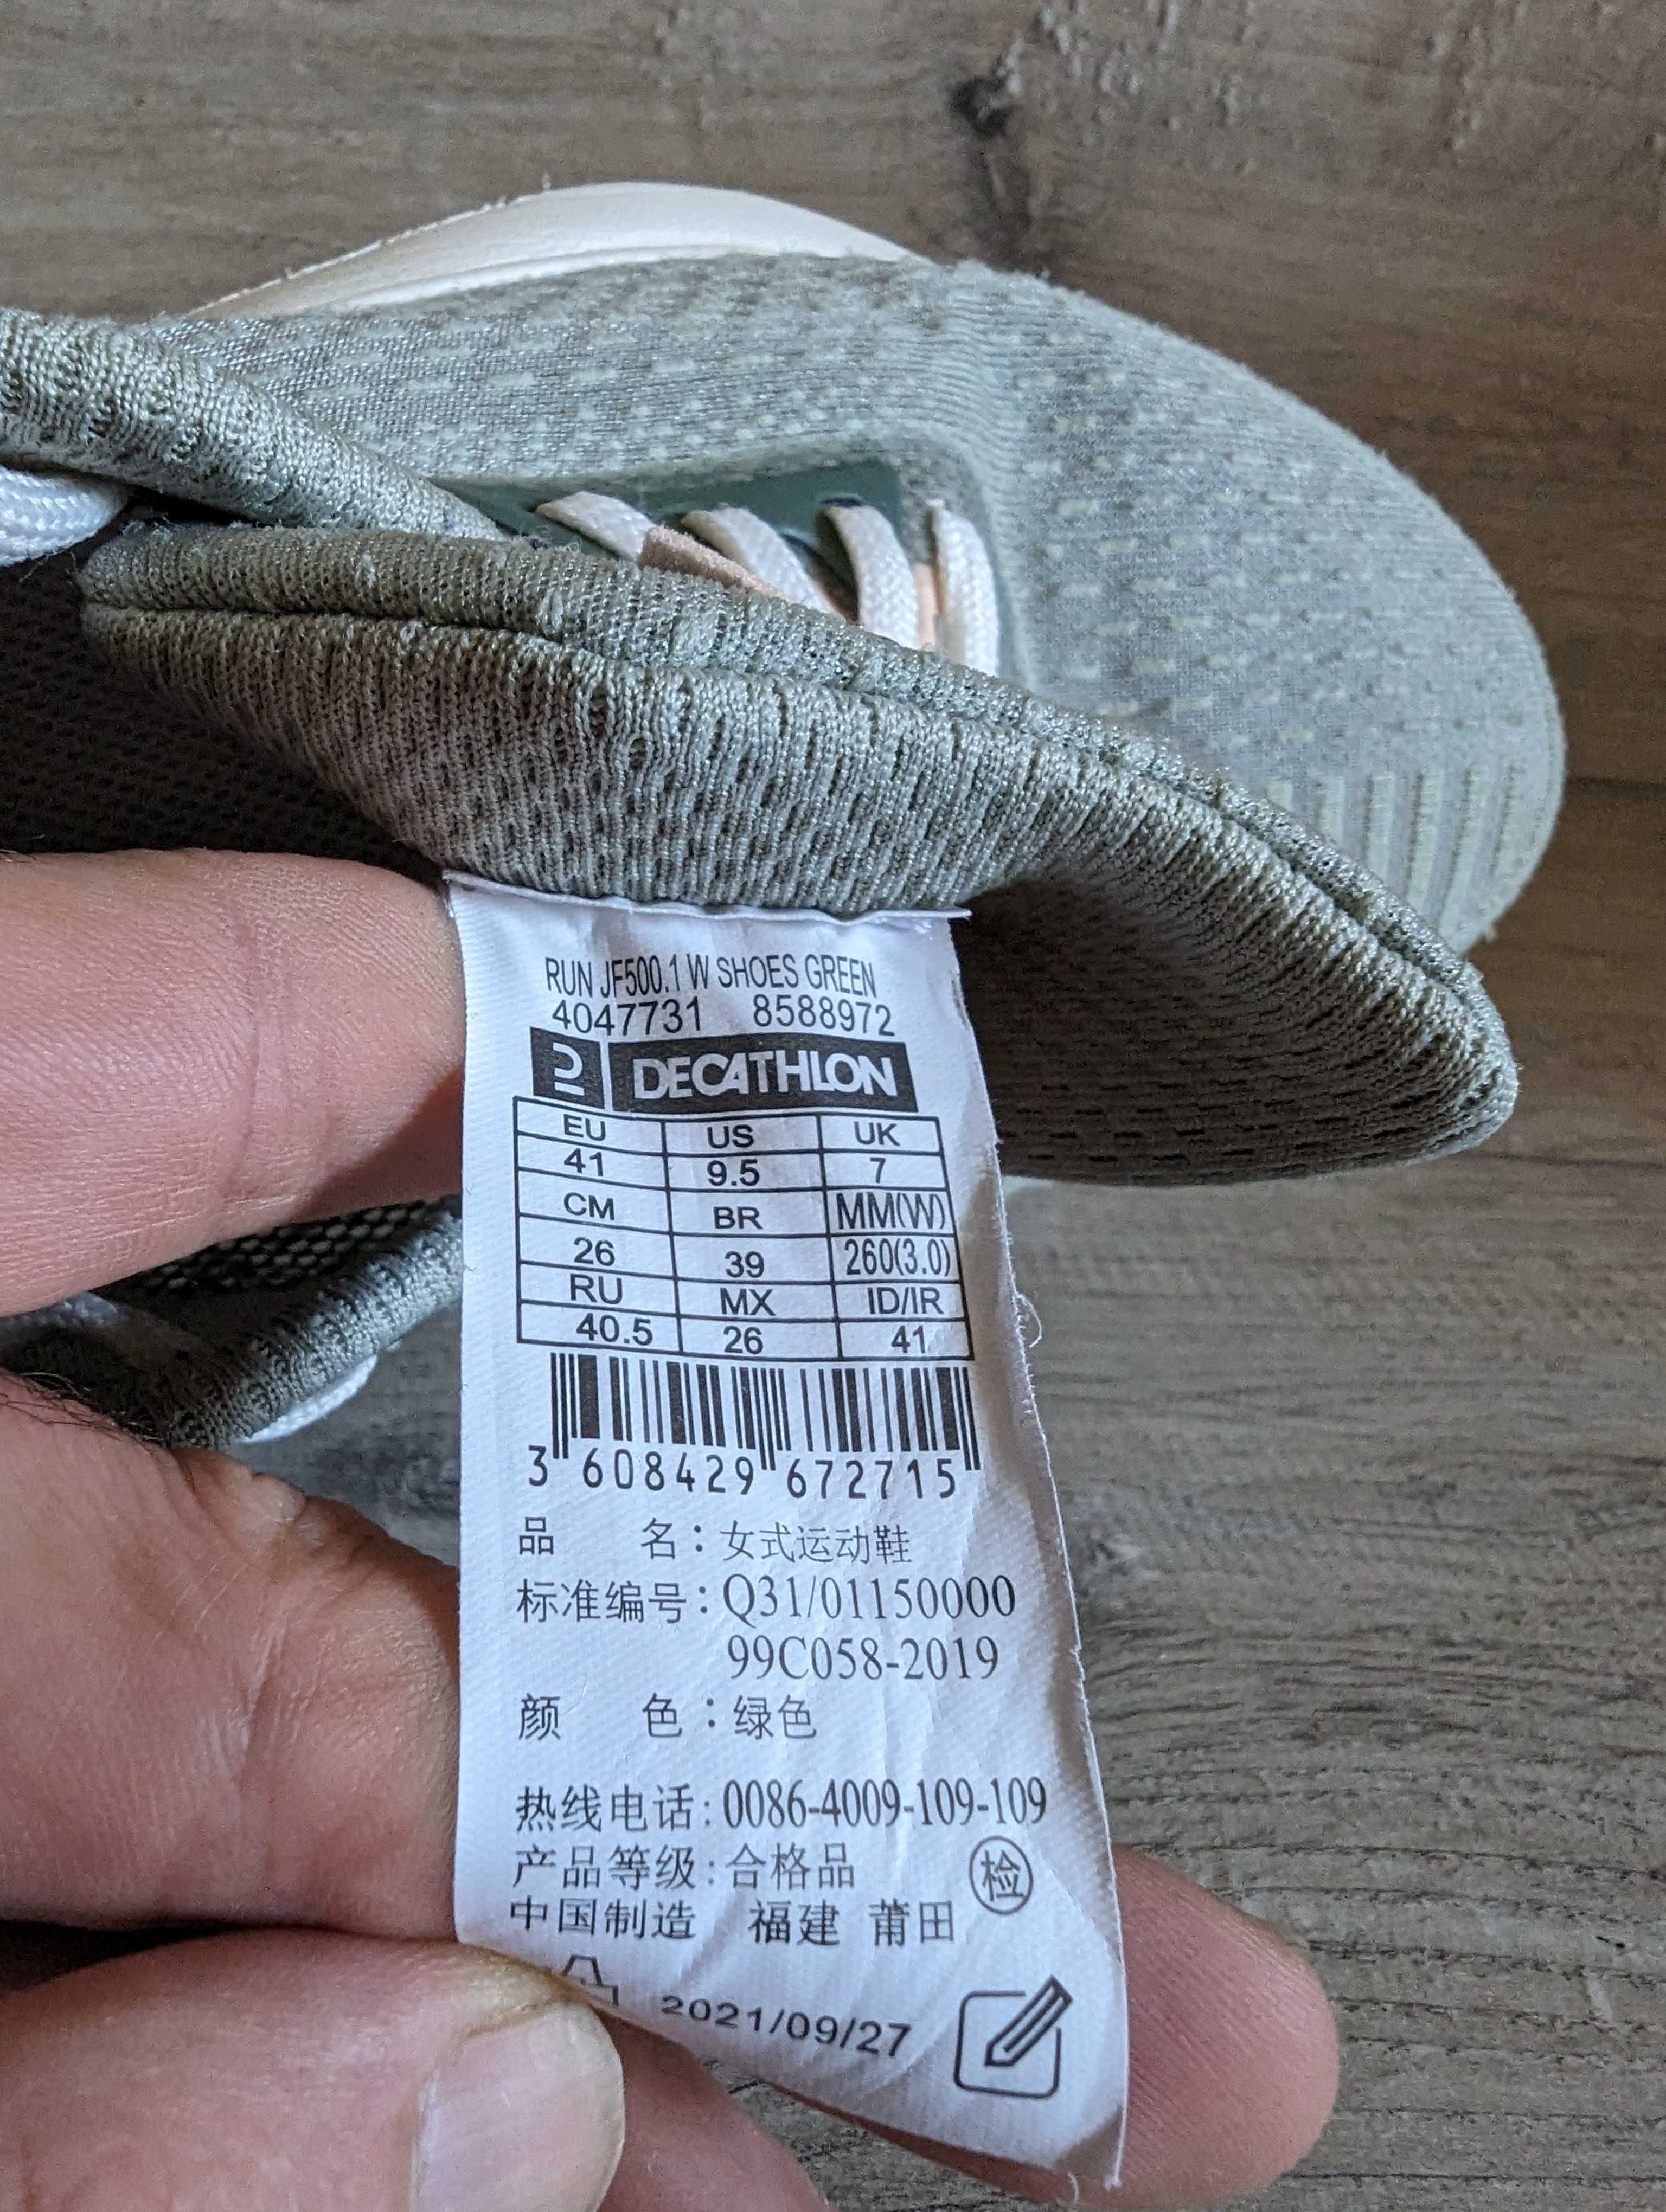 RUN JF500.1 W SHOES GREEN
4047731 8588972
DECATHLON
EU US UK
41 9.5 7
CM BR MM(W)
26 39 260(3.0)
RU MX ID/IR
40.5 26 41
3 608429 672715
品 名：女式运动鞋
标准编号：Q31/01150000
99C058-2019
颜 色：绿色
热线电话：0086-4009-109-109
产品等级：合格品 检
中国制造 福建 莆田
2021/09/27